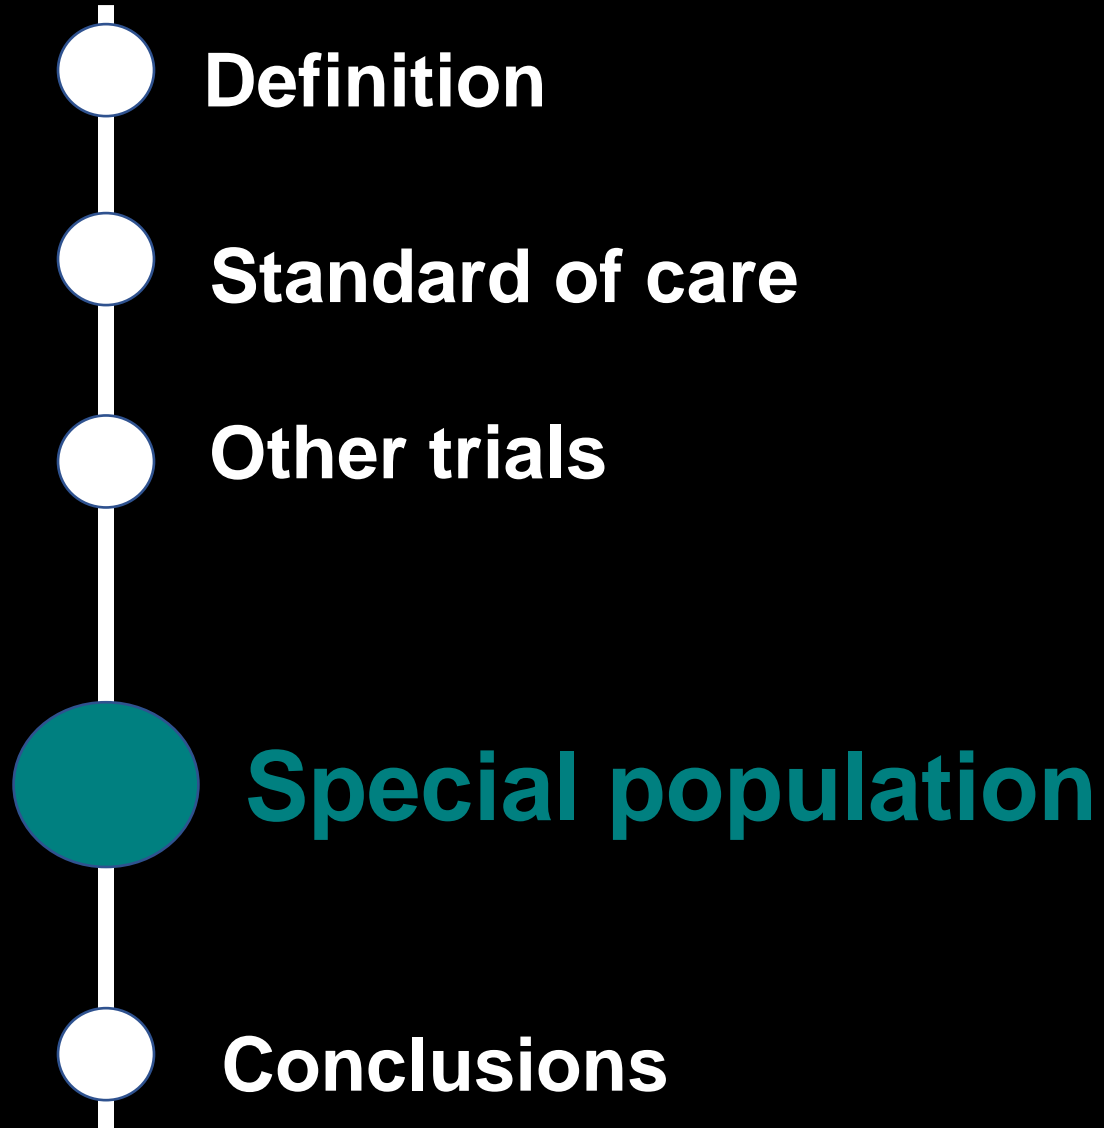 Definition
Standard of care
Other trials
Special population
Conclusions